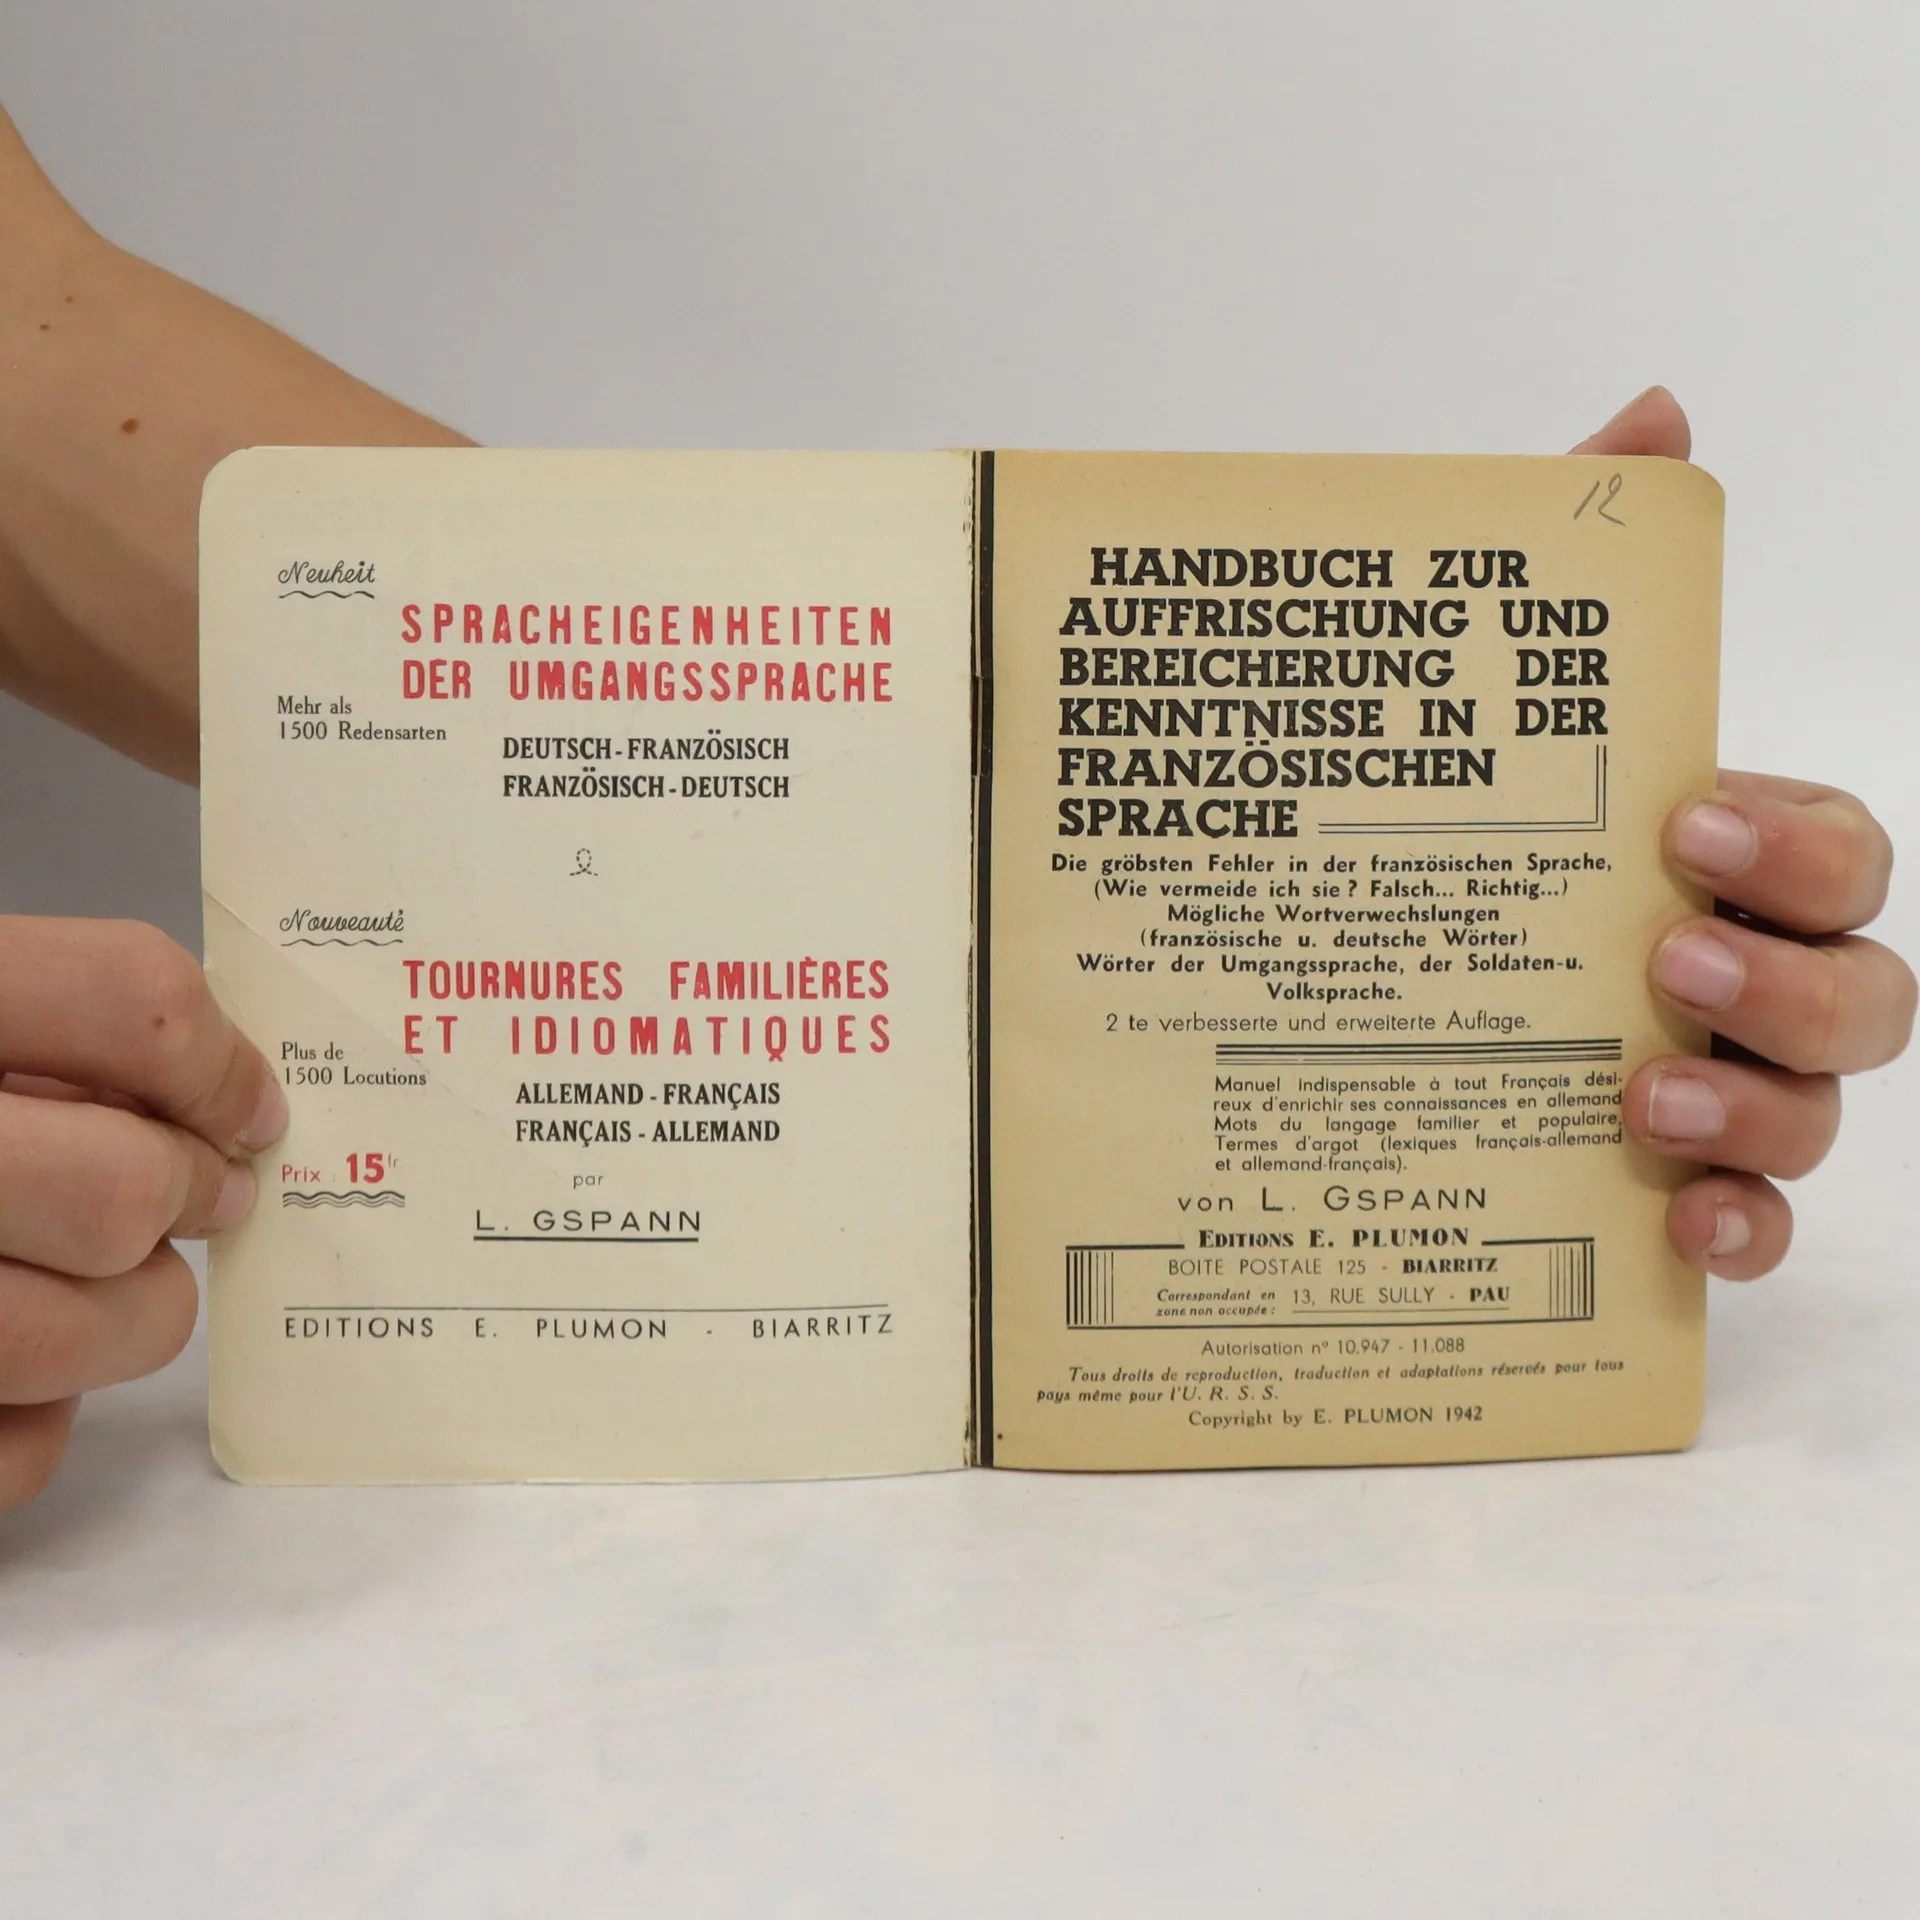 Neuheit
SPRACHEIGENHEITEN
DER UMGANGSSPRACHE
Mehr als
1500 Redensarten
DEUTSCH-FRANZÖSISCH
FRANZÖSISCH-DEUTSCH
Nouveauté
TOURNURES FAMILIÈRES
ET IDIOMATIQUES
Plus de
1500 Locutions
ALLEMAND-FRANÇAIS
FRANÇAIS-ALLEMAND
Prix : 15 fr.
par
L. GSPANN
EDITIONS E. PLUMON - BIARRITZ
12
HANDBUCH ZUR
AUFFRISCHUNG UND
BEREICHERUNG DER
KENNTNISSE IN DER
FRANZÖSISCHEN
SPRACHE
Die gröbsten Fehler in der französischen Sprache,
(Wie vermeide ich sie ? Falsch... Richtig...)
Mögliche Wortverwechslungen
(französische u. deutsche Wörter)
Wörter der Umgangssprache, der Soldaten-u.
Volksprache.
2 te verbesserte und erweiterte Auflage.
Manuel indispensable à tout Français dési-
reux d'enrichir ses connaissances en allemand
Mots du langage familier et populaire,
Termes d'argot (lexiques français-allemand
et allemand-français).
von L. GSPANN
EDITIONS E. PLUMON
BOITE POSTALE 125 - BIARRITZ
Correspondant en
zone non occupée : 13, RUE SULLY - PAU
Autorisation nº 10.947 - 11.088
Tous droits de reproduction, traduction et adaptations réservés pour tous
pays même pour l'U. R. S. S.
Copyright by E. PLUMON 1942